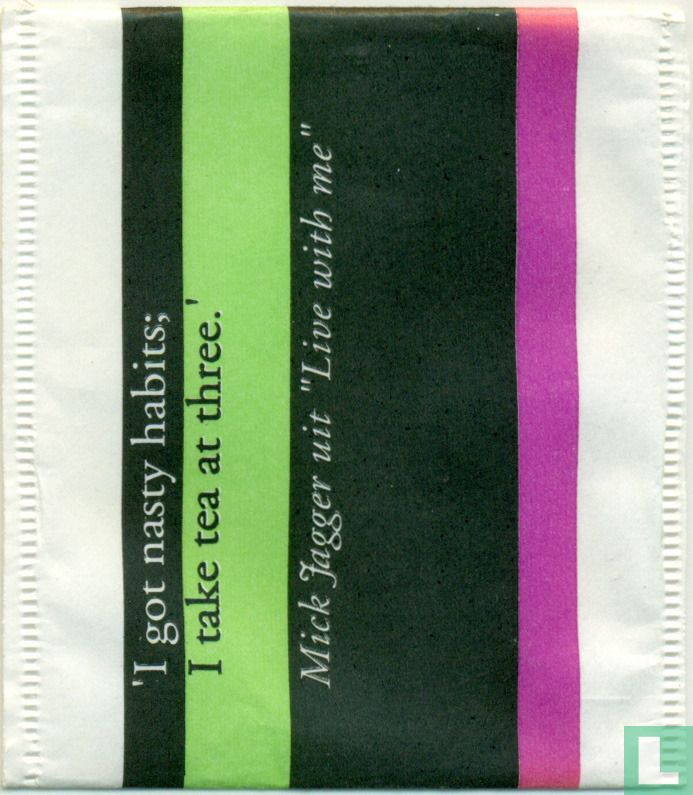 'I got nasty habits;
I take tea at three.'
Mick Jagger uit "Live with me"
L